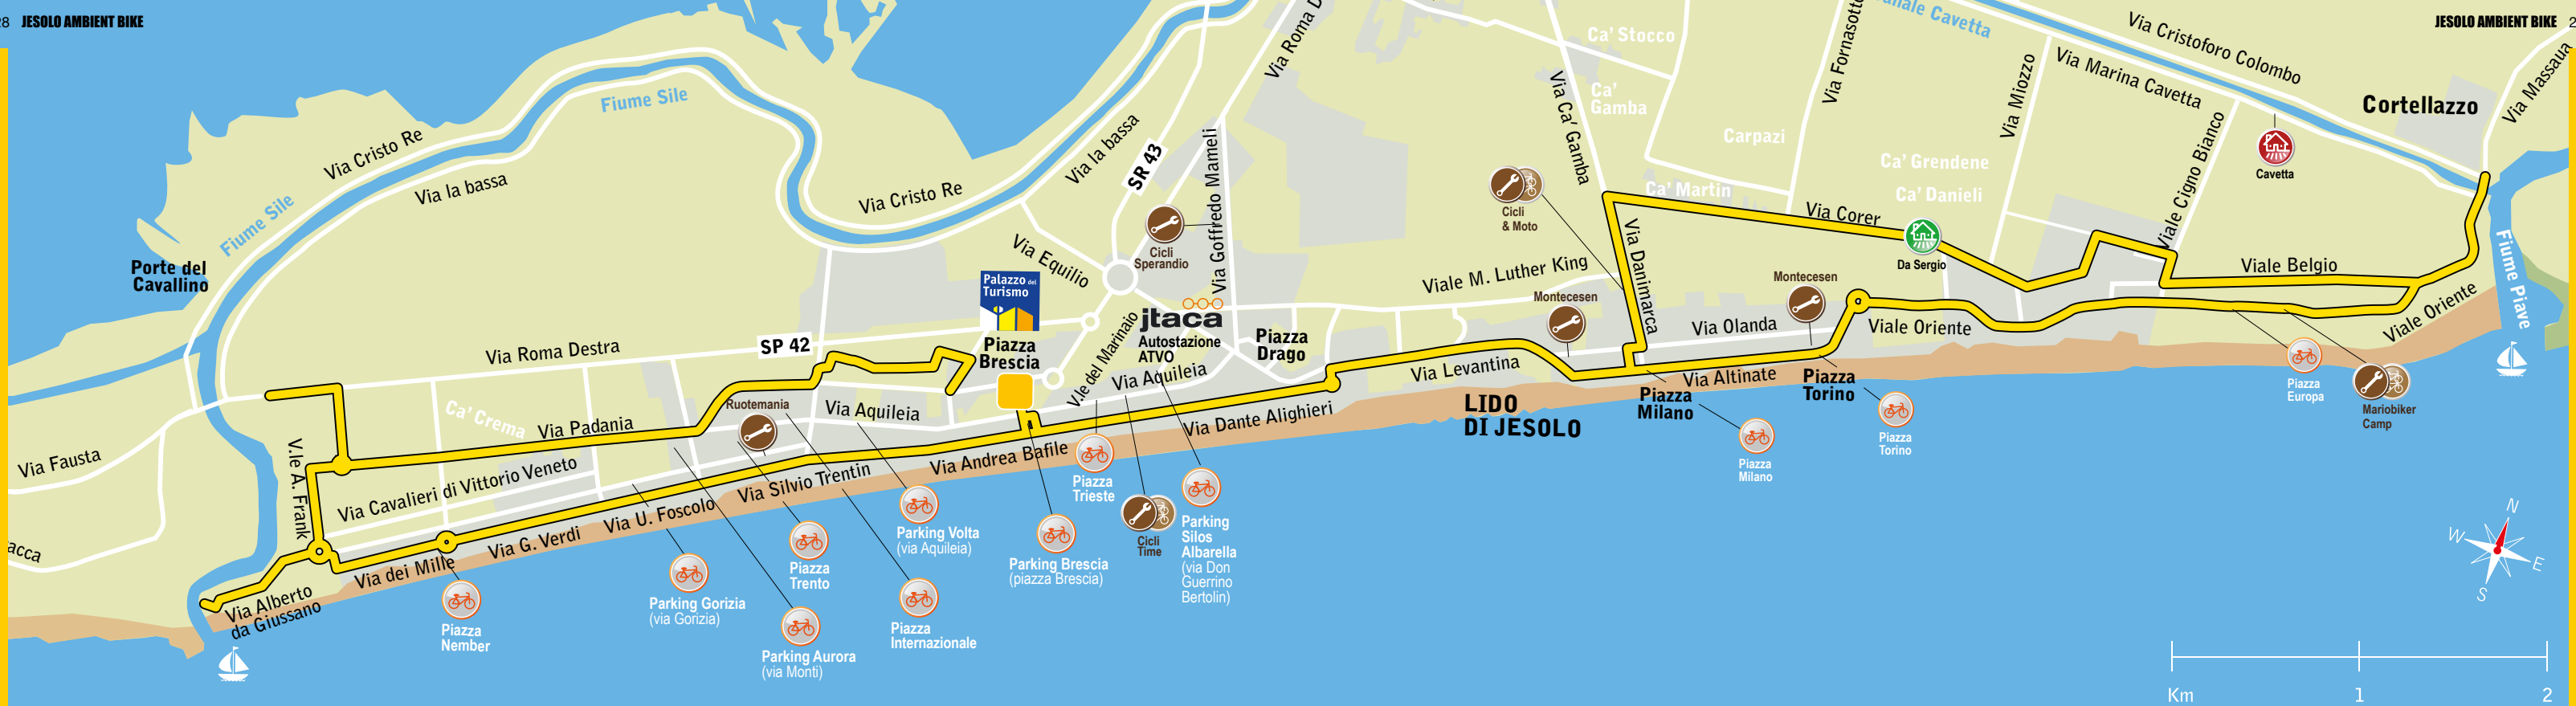 28 JESOLO AMBIENT BIKE
JESOLO AMBIENT BIKE 2
Via Roma D
Ca' Stocco
Via Fornasotto
nale Cavetta
Via Cristoforo Colombo
Via Marina Cavetta
Via Massaua
Cortellazzo
Fiume Sile
Via Cristo Re
Via la bassa
Fiume Sile
Via la bassa
SR 43
Via Goffredo Mameli
Via Ca' Gamba
Ca'
Gamba
Carpazi
Via Miozzo
Viale Cigno Bianco
Cavetta
Ca' Grendene
Ca' Danieli
Ca' Martin
Via Cristo Re
Cicli
& Moto
Via Corer
Da Sergio
Porte del
Cavallino
Via Equilio
Cicli
Sperandio
Via Danimarca
Viale M. Luther King
Viale Belgio
Fiume Piave
Palazzo del
Turismo
jtaca
Autostazione
ATVO
Montecesen
Montecesen
Via Olanda
Viale Oriente
Viale Oriente
Via Roma Destra
SP 42
Piazza
Brescia
V.le del Marinaio
Piazza
Drago
Via Aquileia
Via Levantina
Via Altinate
Piazza
Milano
Piazza
Torino
Piazza
Europa
Mariobiker
Camp
Ca' Crema
Via Padania
Ruotemania
Via Aquileia
Via Dante Alighieri
LIDO
DI JESOLO
Piazza
Milano
Piazza
Torino
Via Fausta
V.le A. Frank
Via Cavalieri di Vittorio Veneto
Via Silvio Trentin
Via Andrea Bafile
Piazza
Trieste
Cicli
Time
Parking
Silos
Albarella
(via Don
Guerrino
Bertolin)
acca
Via Alberto
da Giussano
Via dei Mille
Via G. Verdi
Via U. Foscolo
Piazza
Nember
Parking Gorizia
(via Gorizia)
Piazza
Trento
Parking Aurora
(via Monti)
Parking Volta
(via Aquileia)
Piazza
Internazionale
Parking Brescia
(piazza Brescia)
N
W
E
S
Km 1 2